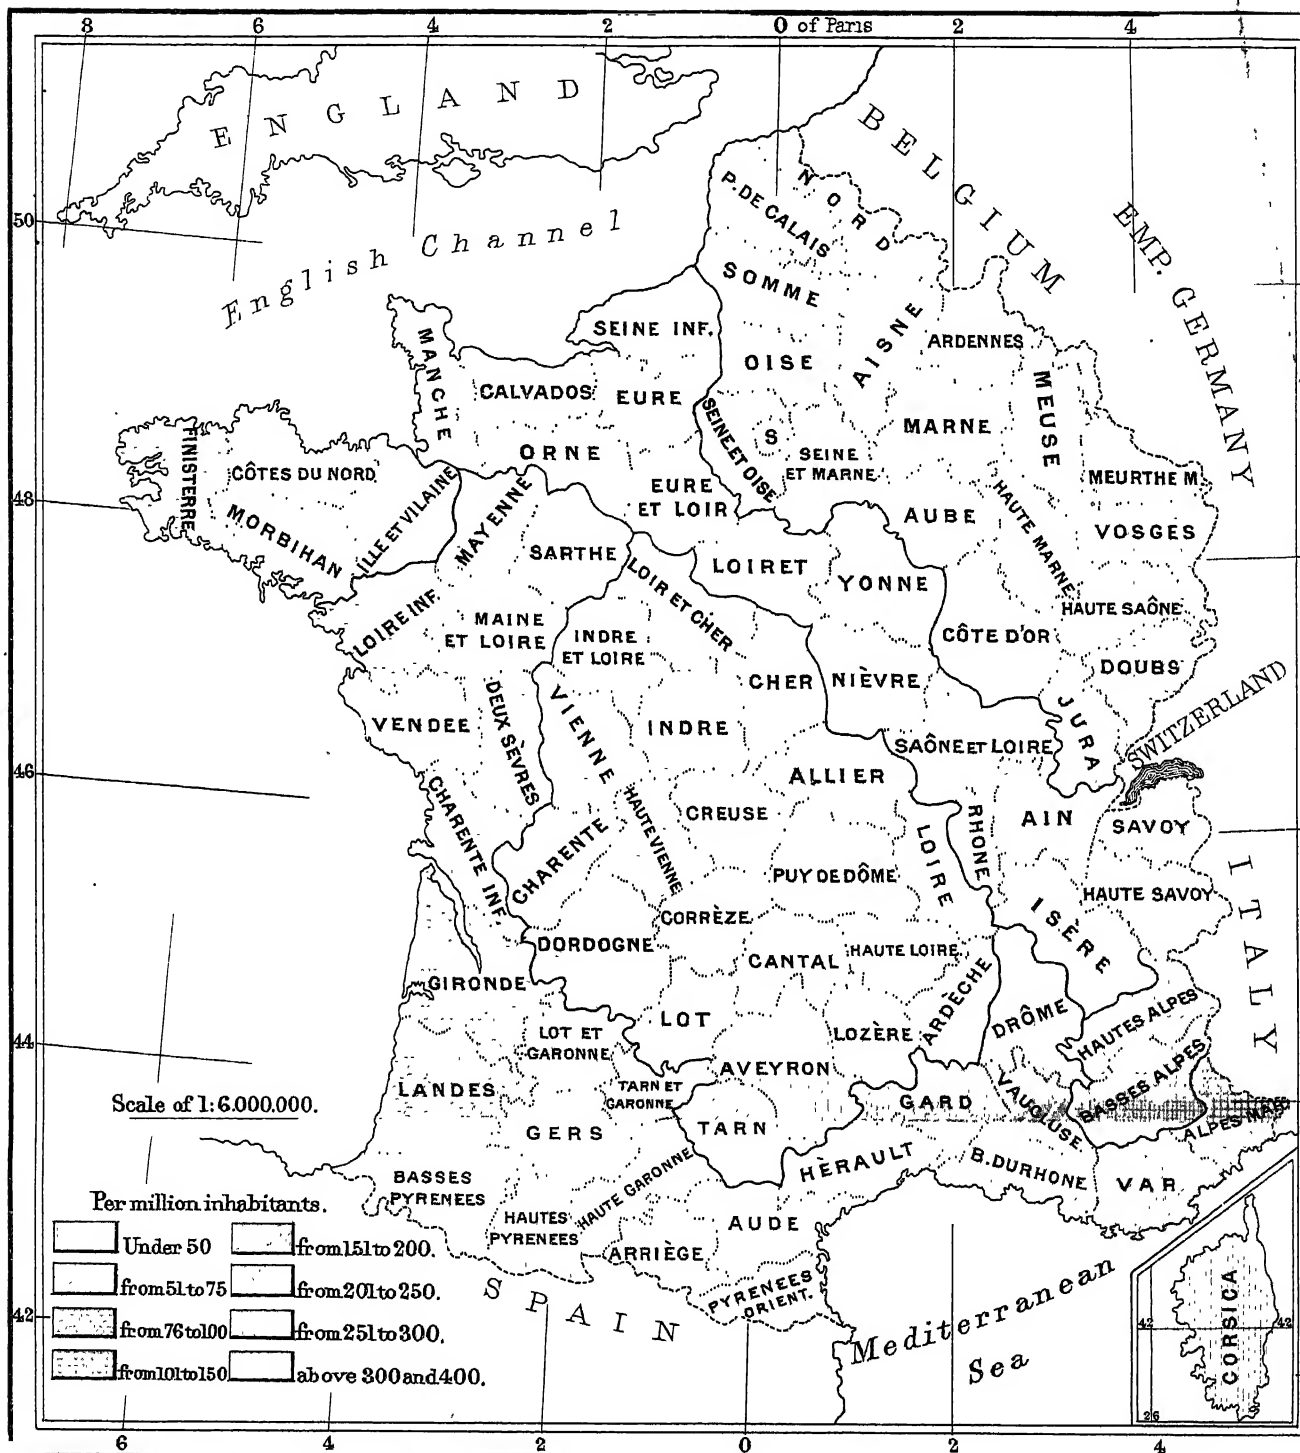 8 6 4 2 0 of Paris 2 4
ENGLAND
BELGIUM
EMP. GERMANY
English Channel
50
NORD
P. DE CALAIS
SOMME
SEINE INF.
AISNE
ARDENNES
MANCHE
OISE
CALVADOS
EURE
MEUSE
SEINE ET OISE
S
MARNE
ORNE
SEINE
ET MARNE
FINISTERRE
CÔTES DU NORD
MEURTHE M.
48
EURE
ET LOIR
HAUTE MARNE
AUBE
VOSGES
MORBIHAN
ILLE ET VILAINE
MAYENNE
SARTHE
LOIR ET CHER
LOIRET
YONNE
HAUTE SAÔNE
LOIRE INF.
MAINE
ET LOIRE
INDRE
ET LOIRE
CÔTE D'OR
DOUBS
CHER
NIÈVRE
SWITZERLAND
VENDEE
DEUX SÈVRES
VIENNE
INDRE
JURA
SAÔNE ET LOIRE
46
ALLIER
CHARENTE INF.
HAUTE VIENNE
CREUSE
LOIRE
RHONE
AIN
SAVOY
ITALY
CHARENTE
PUY DE DÔME
HAUTE SAVOY
CORRÈZE
ISÈRE
DORDOGNE
CANTAL
HAUTE LOIRE
GIRONDE
ARDÈCHE
LOT
DRÔME
HAUTES ALPES
44
LOT ET
GARONNE
LOZÈRE
AVEYRON
LANDES
TARN ET
GARONNE
GARD
VAUCLUSE
BASSES ALPES
ALPES MAR.
Scale of 1:6.000.000.
GERS
TARN
HÈRAULT
B. DU RHONE
VAR
BASSES
PYRENEES
HAUTE GARONNE
HAUTES
PYRENEES
AUDE
ARRIÈGE
PYRENEES
ORIENT.
SPAIN
Mediterranean
Sea
Per million inhabitants.
Under 50 from 151 to 200.
from 51 to 75 from 201 to 250.
from 76 to 100 from 251 to 300.
from 101 to 150 above 300 and 400.
42
CORSICA
42 42
26
6 4 2 0 2 4